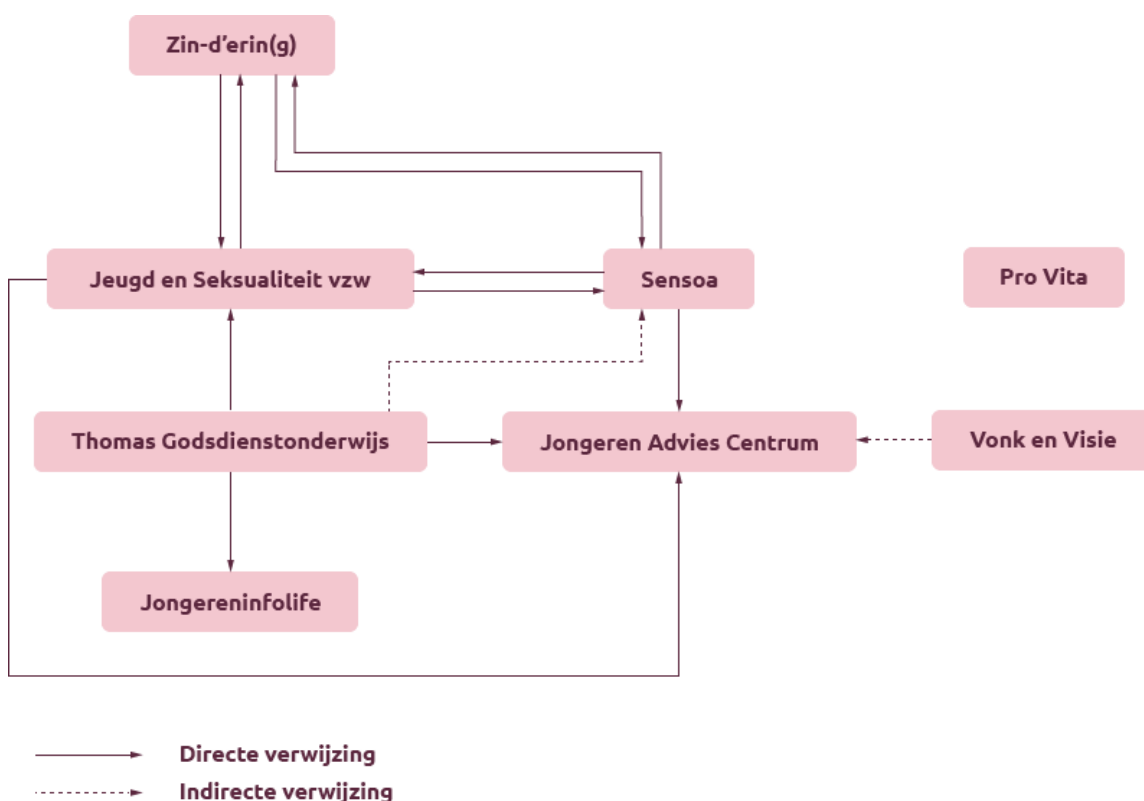 Zin-d'erin(g)
Jeugd en Seksualiteit vzw
Sensoa
Pro Vita
Thomas Godsdienstonderwijs
Jongeren Advies Centrum
Vonk en Visie
Jongereninfolife
Directe verwijzing
Indirecte verwijzing